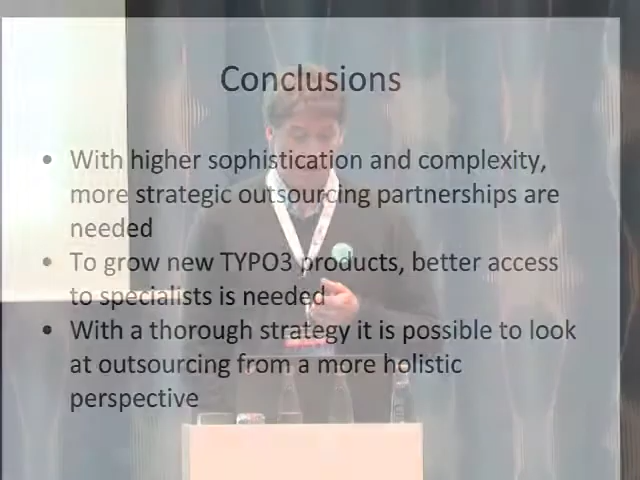 Conclusions
• With higher sophistication and complexity,
more strategic outsourcing partnerships are
needed
• To grow new TYPO3 products, better access
to specialists is needed
• With a thorough strategy it is possible to look
at outsourcing from a more holistic
perspective